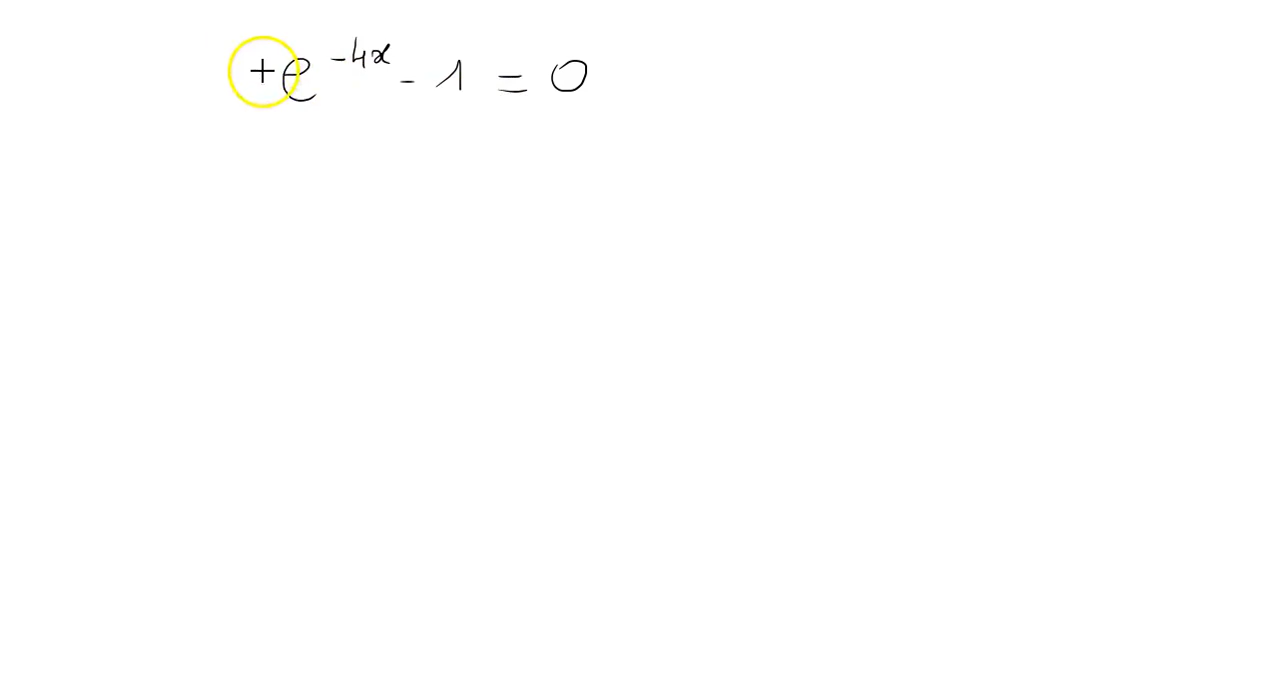 +e^{-4x} - 1 = 0